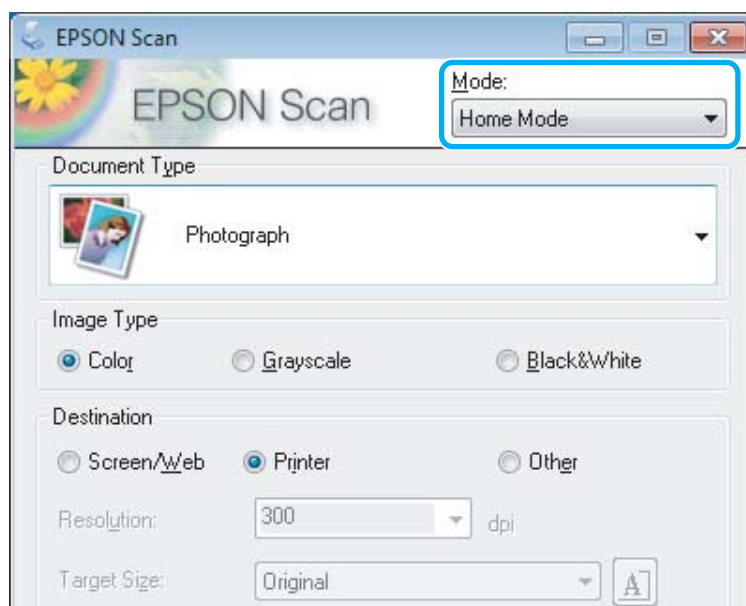 EPSON Scan
EPSON Scan
Mode:
Home Mode
Document Type
Photograph
Image Type
Color
Grayscale
Black&White
Destination
Screen/Web
Printer
Other
Resolution:
300
dpi
Target Size:
Original
A